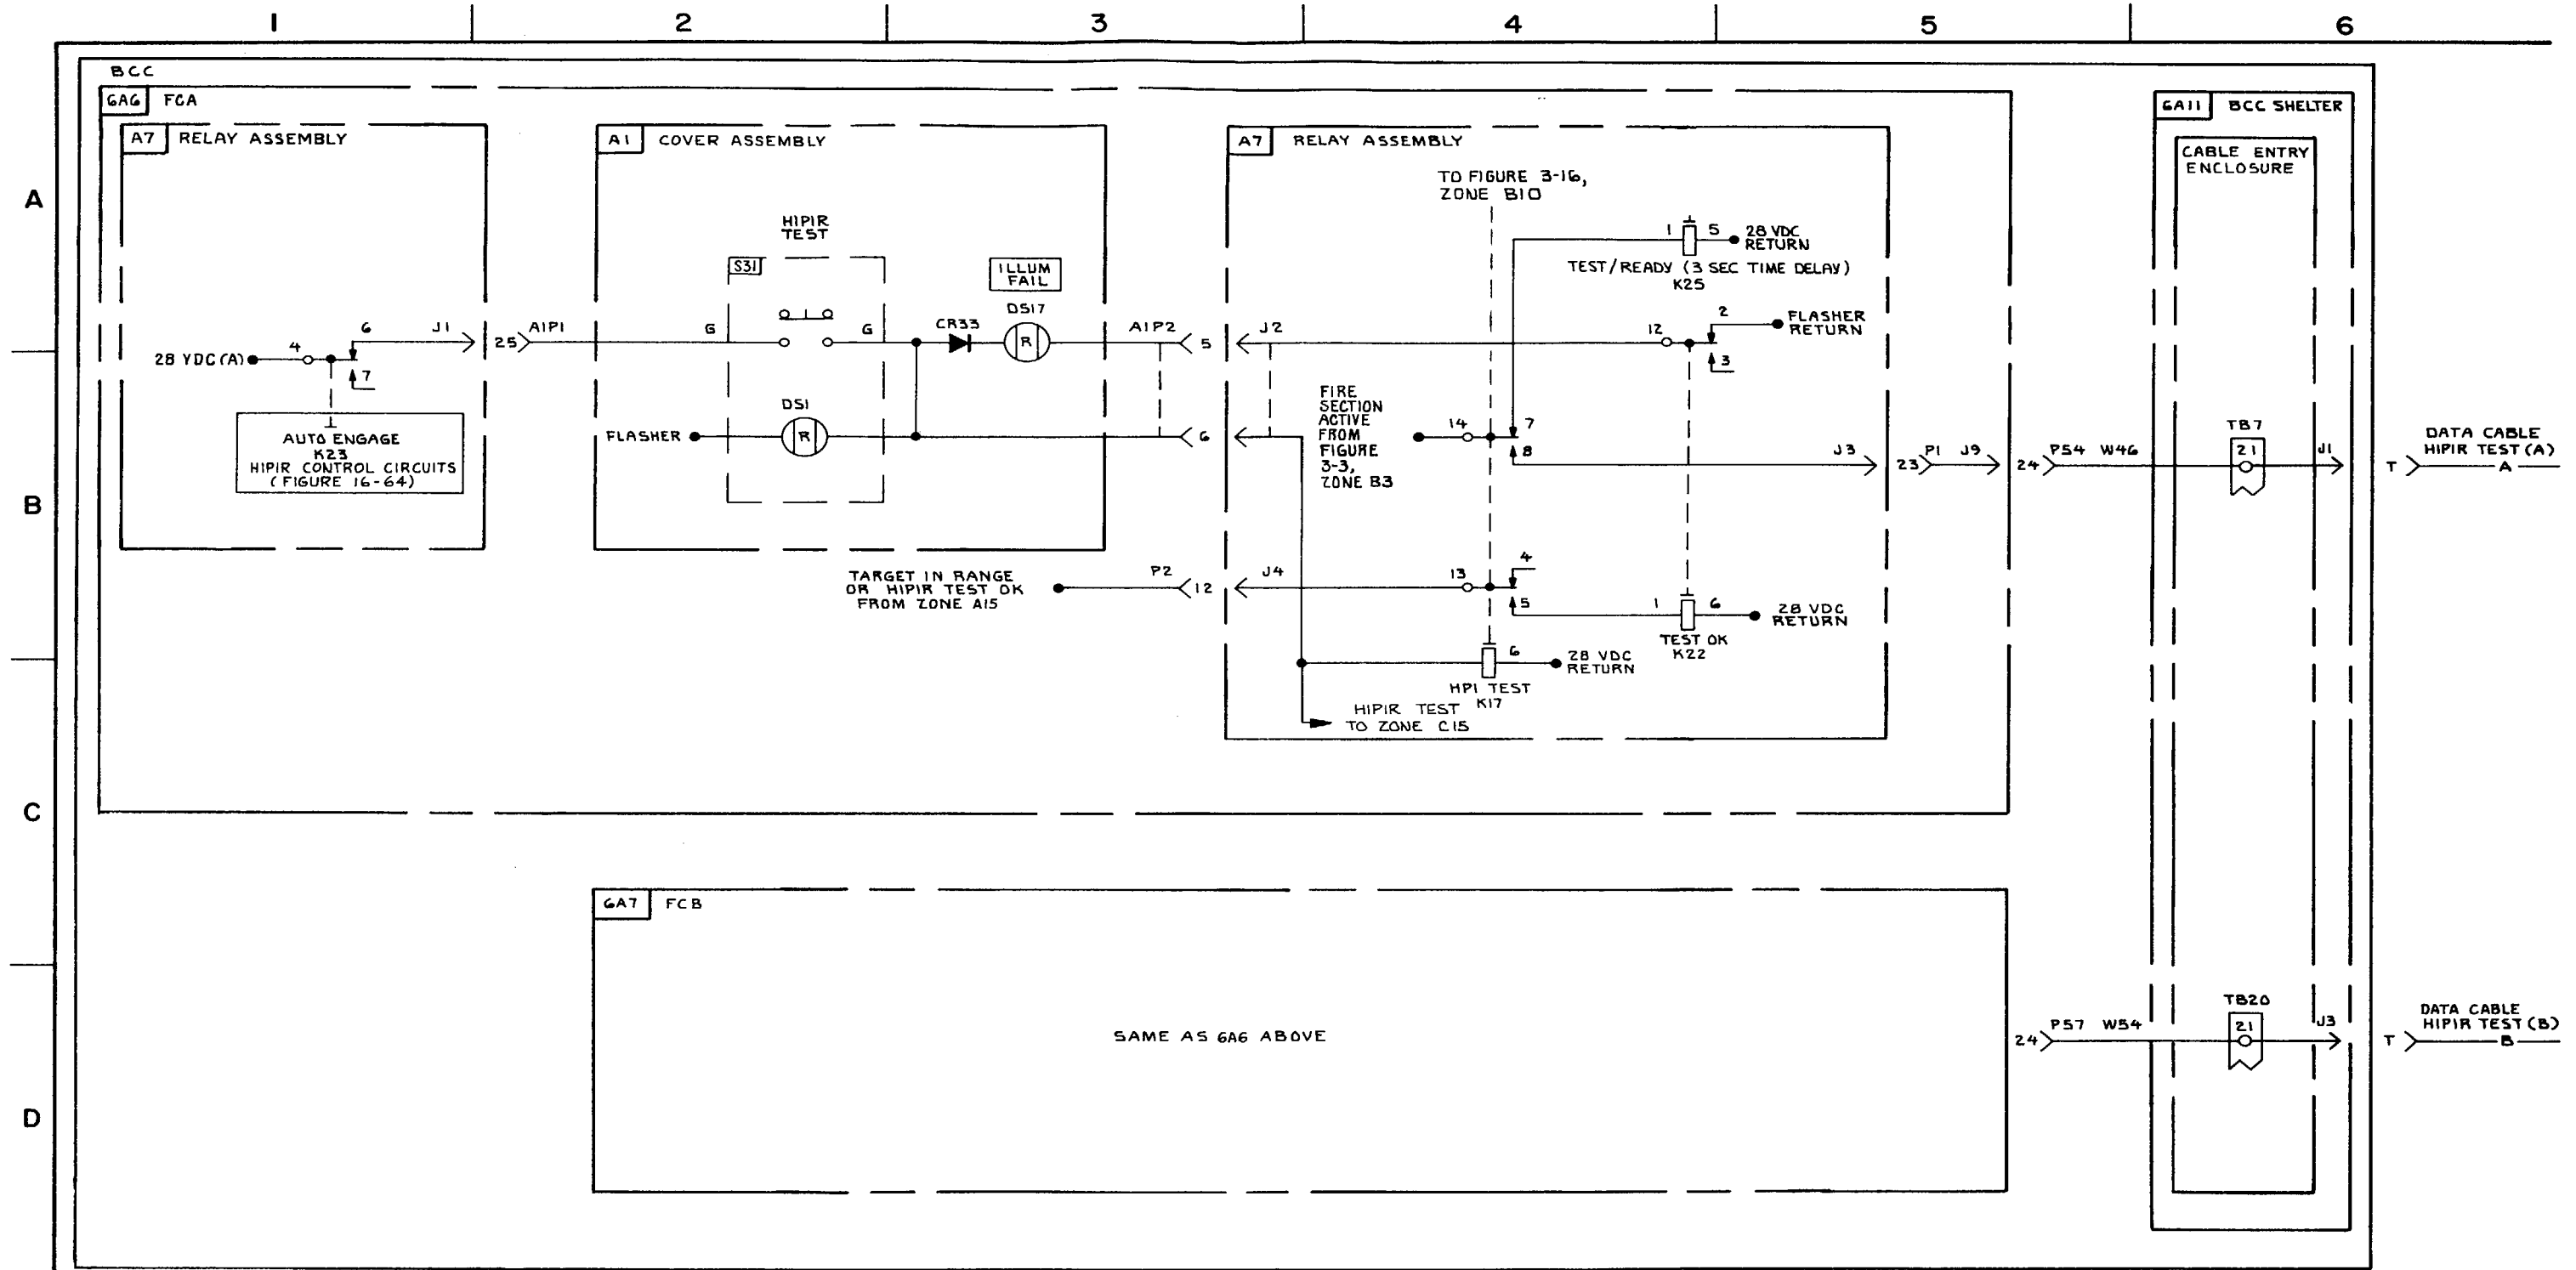 1 2 3 4 5 6
A
B
C
D
BCC
6A6 FCA
A7 RELAY ASSEMBLY
28 VDC (A)
4
6
7
J1
AUTO ENGAGE
K23
HIPIR CONTROL CIRCUITS
(FIGURE 16-64)
25
A1P1
A1 COVER ASSEMBLY
HIPIR
TEST
S31
G
G
CR33
ILLUM
FAIL
DS17
R
DS1
FLASHER
R
A1P2
5
6
TARGET IN RANGE
OR HIPIR TEST OK
FROM ZONE A15
P2
12
A7 RELAY ASSEMBLY
TO FIGURE 3-16,
ZONE B10
1
5
28 VDC
RETURN
TEST/READY (3 SEC TIME DELAY)
K25
J2
12
2
3
FLASHER
RETURN
FIRE
SECTION
ACTIVE
FROM
FIGURE
3-3,
ZONE B3
14
7
8
J3
23
P1
J9
24
P54 W46
J4
13
4
5
1
6
28 VDC
RETURN
TEST OK
K22
6
28 VDC
RETURN
HPI TEST
K17
HIPIR TEST
TO ZONE C15
6A11 BCC SHELTER
CABLE ENTRY
ENCLOSURE
TB7
21
J1
T
DATA CABLE
HIPIR TEST (A)
A
6A7 FCB
SAME AS 6A6 ABOVE
24
P57 W54
TB20
21
J3
T
DATA CABLE
HIPIR TEST (B)
B